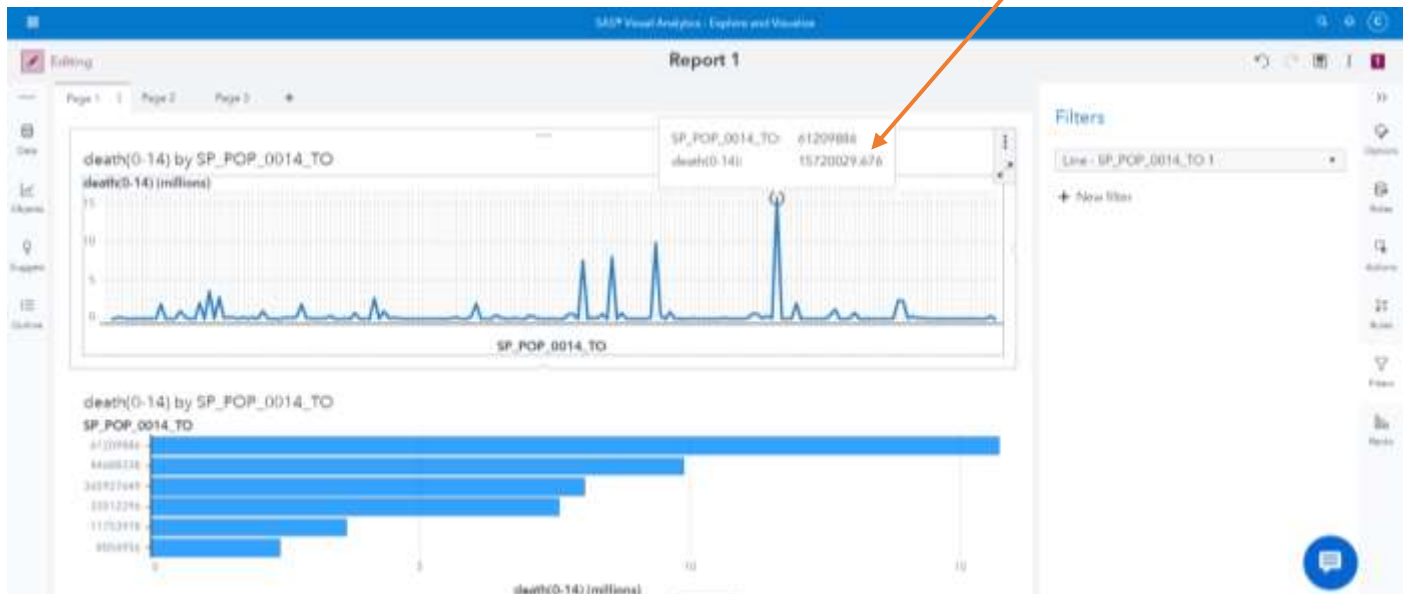 SAS® Visual Analytics - Explore and Visualize
C
Editing
Report 1
Page 1
Page 2
Page 3
+
Data
Objects
Suggest
Outline
death(0-14) by SP_POP_0014_TO
death(0-14) (millions)
SP_POP_0014_TO: 61209886
death(0-14): 15720029.676
15
10
5
0
SP_POP_0014_TO
death(0-14) by SP_POP_0014_TO
SP_POP_0014_TO
61209886
11753918
0
5
10
death(0-14) (millions)
Filters
Line - SP_POP_0014_TO 1
+ New filter
Options
Roles
Actions
Rules
Filters
Ranks